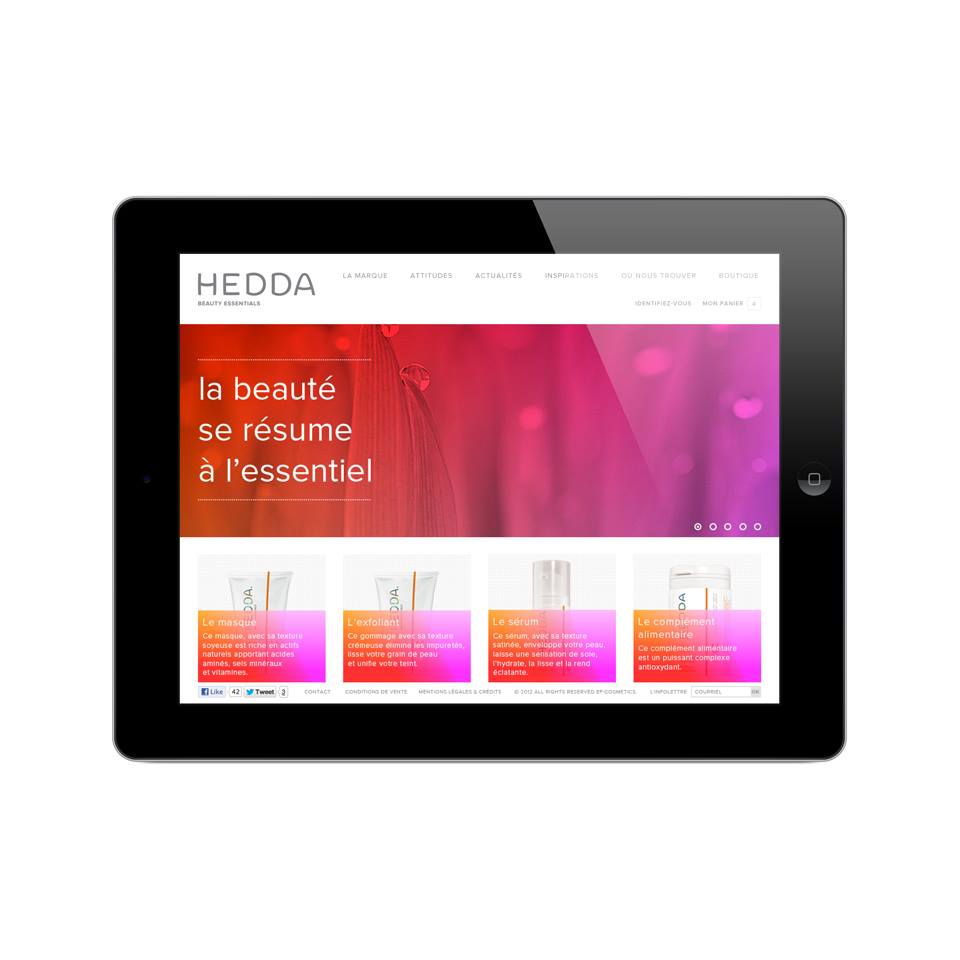 HEDDA
BEAUTY ESSENTIALS
LA MARQUE ATTITUDES ACTUALITÉS INSPIRATIONS OÙ NOUS TROUVER BOUTIQUE
IDENTIFIEZ-VOUS MON PANIER 4
la beauté
se résume
à l'essentiel
HEDDA.
HEDDA.
DDA
Le masque
Ce masque, avec sa texture
soyeuse est riche en actifs
naturels apportant acides
aminés, sels minéraux
et vitamines.
L'exfoliant
Ce gommage avec sa texture
crémeuse élimine les impuretés,
lisse votre grain de peau
et unifie votre teint.
Le sérum
Ce sérum, avec sa texture
satinée, enveloppe votre peau,
laisse une sensation de soie,
l'hydrate, la lisse et la rend
éclatante.
Le complément
alimentaire
Ce complément alimentaire
est un puissant complexe
antioxydant.
Like 42 Tweet 3 CONTACT CONDITIONS DE VENTE MENTIONS LÉGALES & CRÉDITS © 2012 ALL RIGHTS RESERVED EF-COSMETICS. L'INFOLETTRE COURRIEL OK